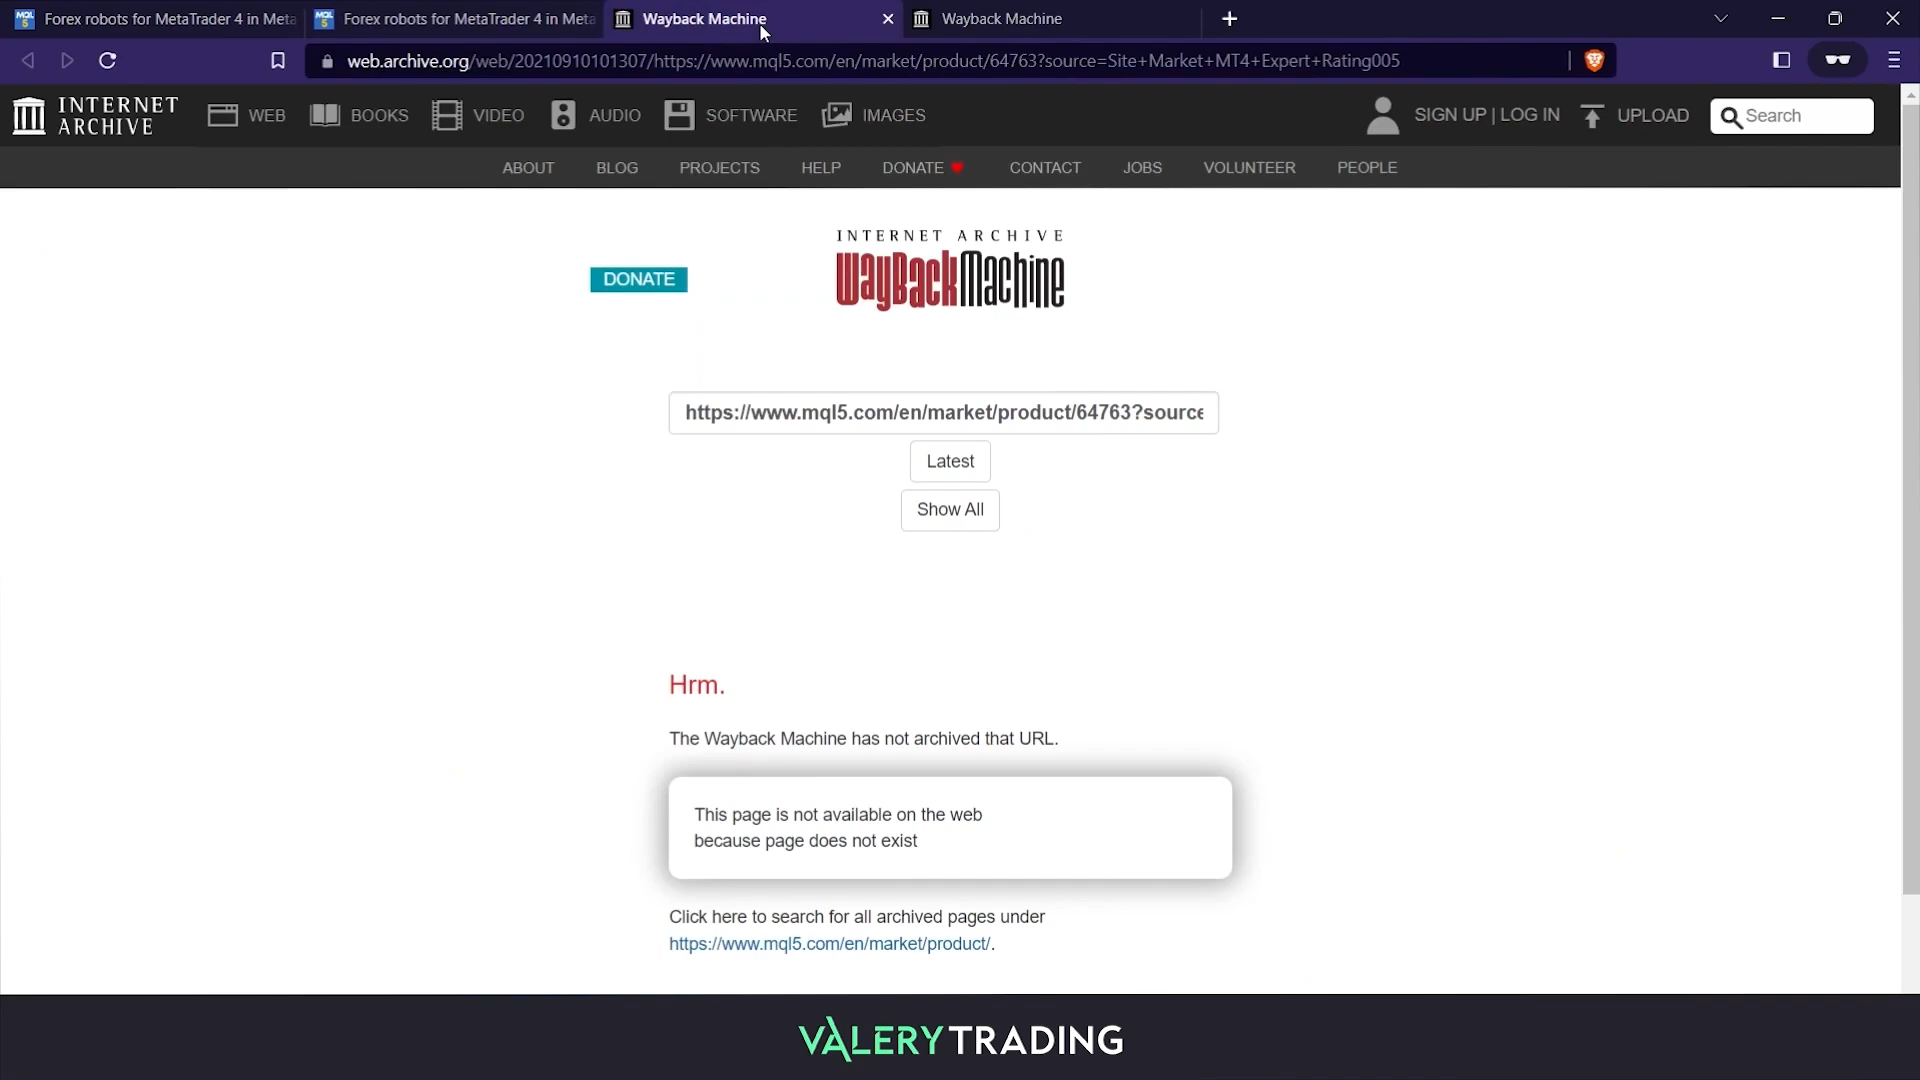 Forex robots for MetaTrader 4 in Meta
Forex robots for MetaTrader 4 in Meta
Wayback Machine
Wayback Machine
web.archive.org/web/20210910101307/https://www.mql5.com/en/market/product/64763?source=Site+Market+MT4+Expert+Rating005
INTERNET
ARCHIVE
WEB
BOOKS
VIDEO
AUDIO
SOFTWARE
IMAGES
SIGN UP | LOG IN
UPLOAD
Search
ABOUT
BLOG
PROJECTS
HELP
DONATE
CONTACT
JOBS
VOLUNTEER
PEOPLE
INTERNET ARCHIVE
WayBackMachine
DONATE
https://www.mql5.com/en/market/product/64763?source
Latest
Show All
Hrm.
The Wayback Machine has not archived that URL.
This page is not available on the web
because page does not exist
Click here to search for all archived pages under
https://www.mql5.com/en/market/product/.
VALERYTRADING